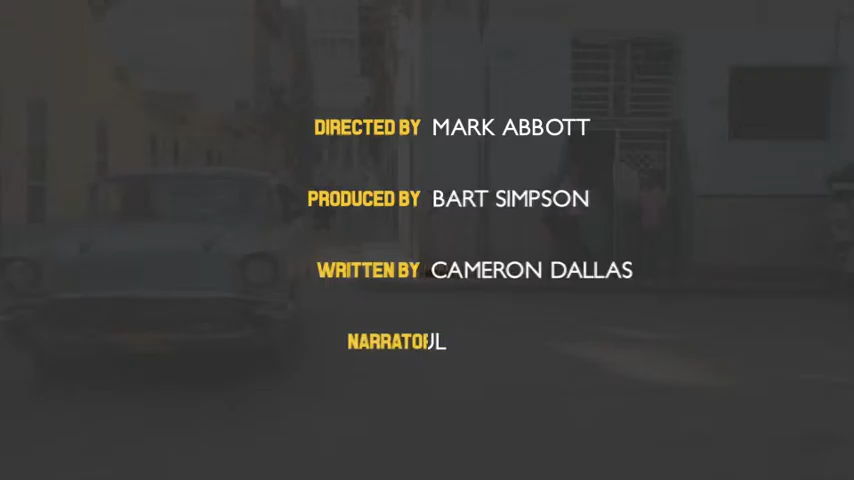 DIRECTED BY MARK ABBOTT
PRODUCED BY BART SIMPSON
WRITTEN BY CAMERON DALLAS